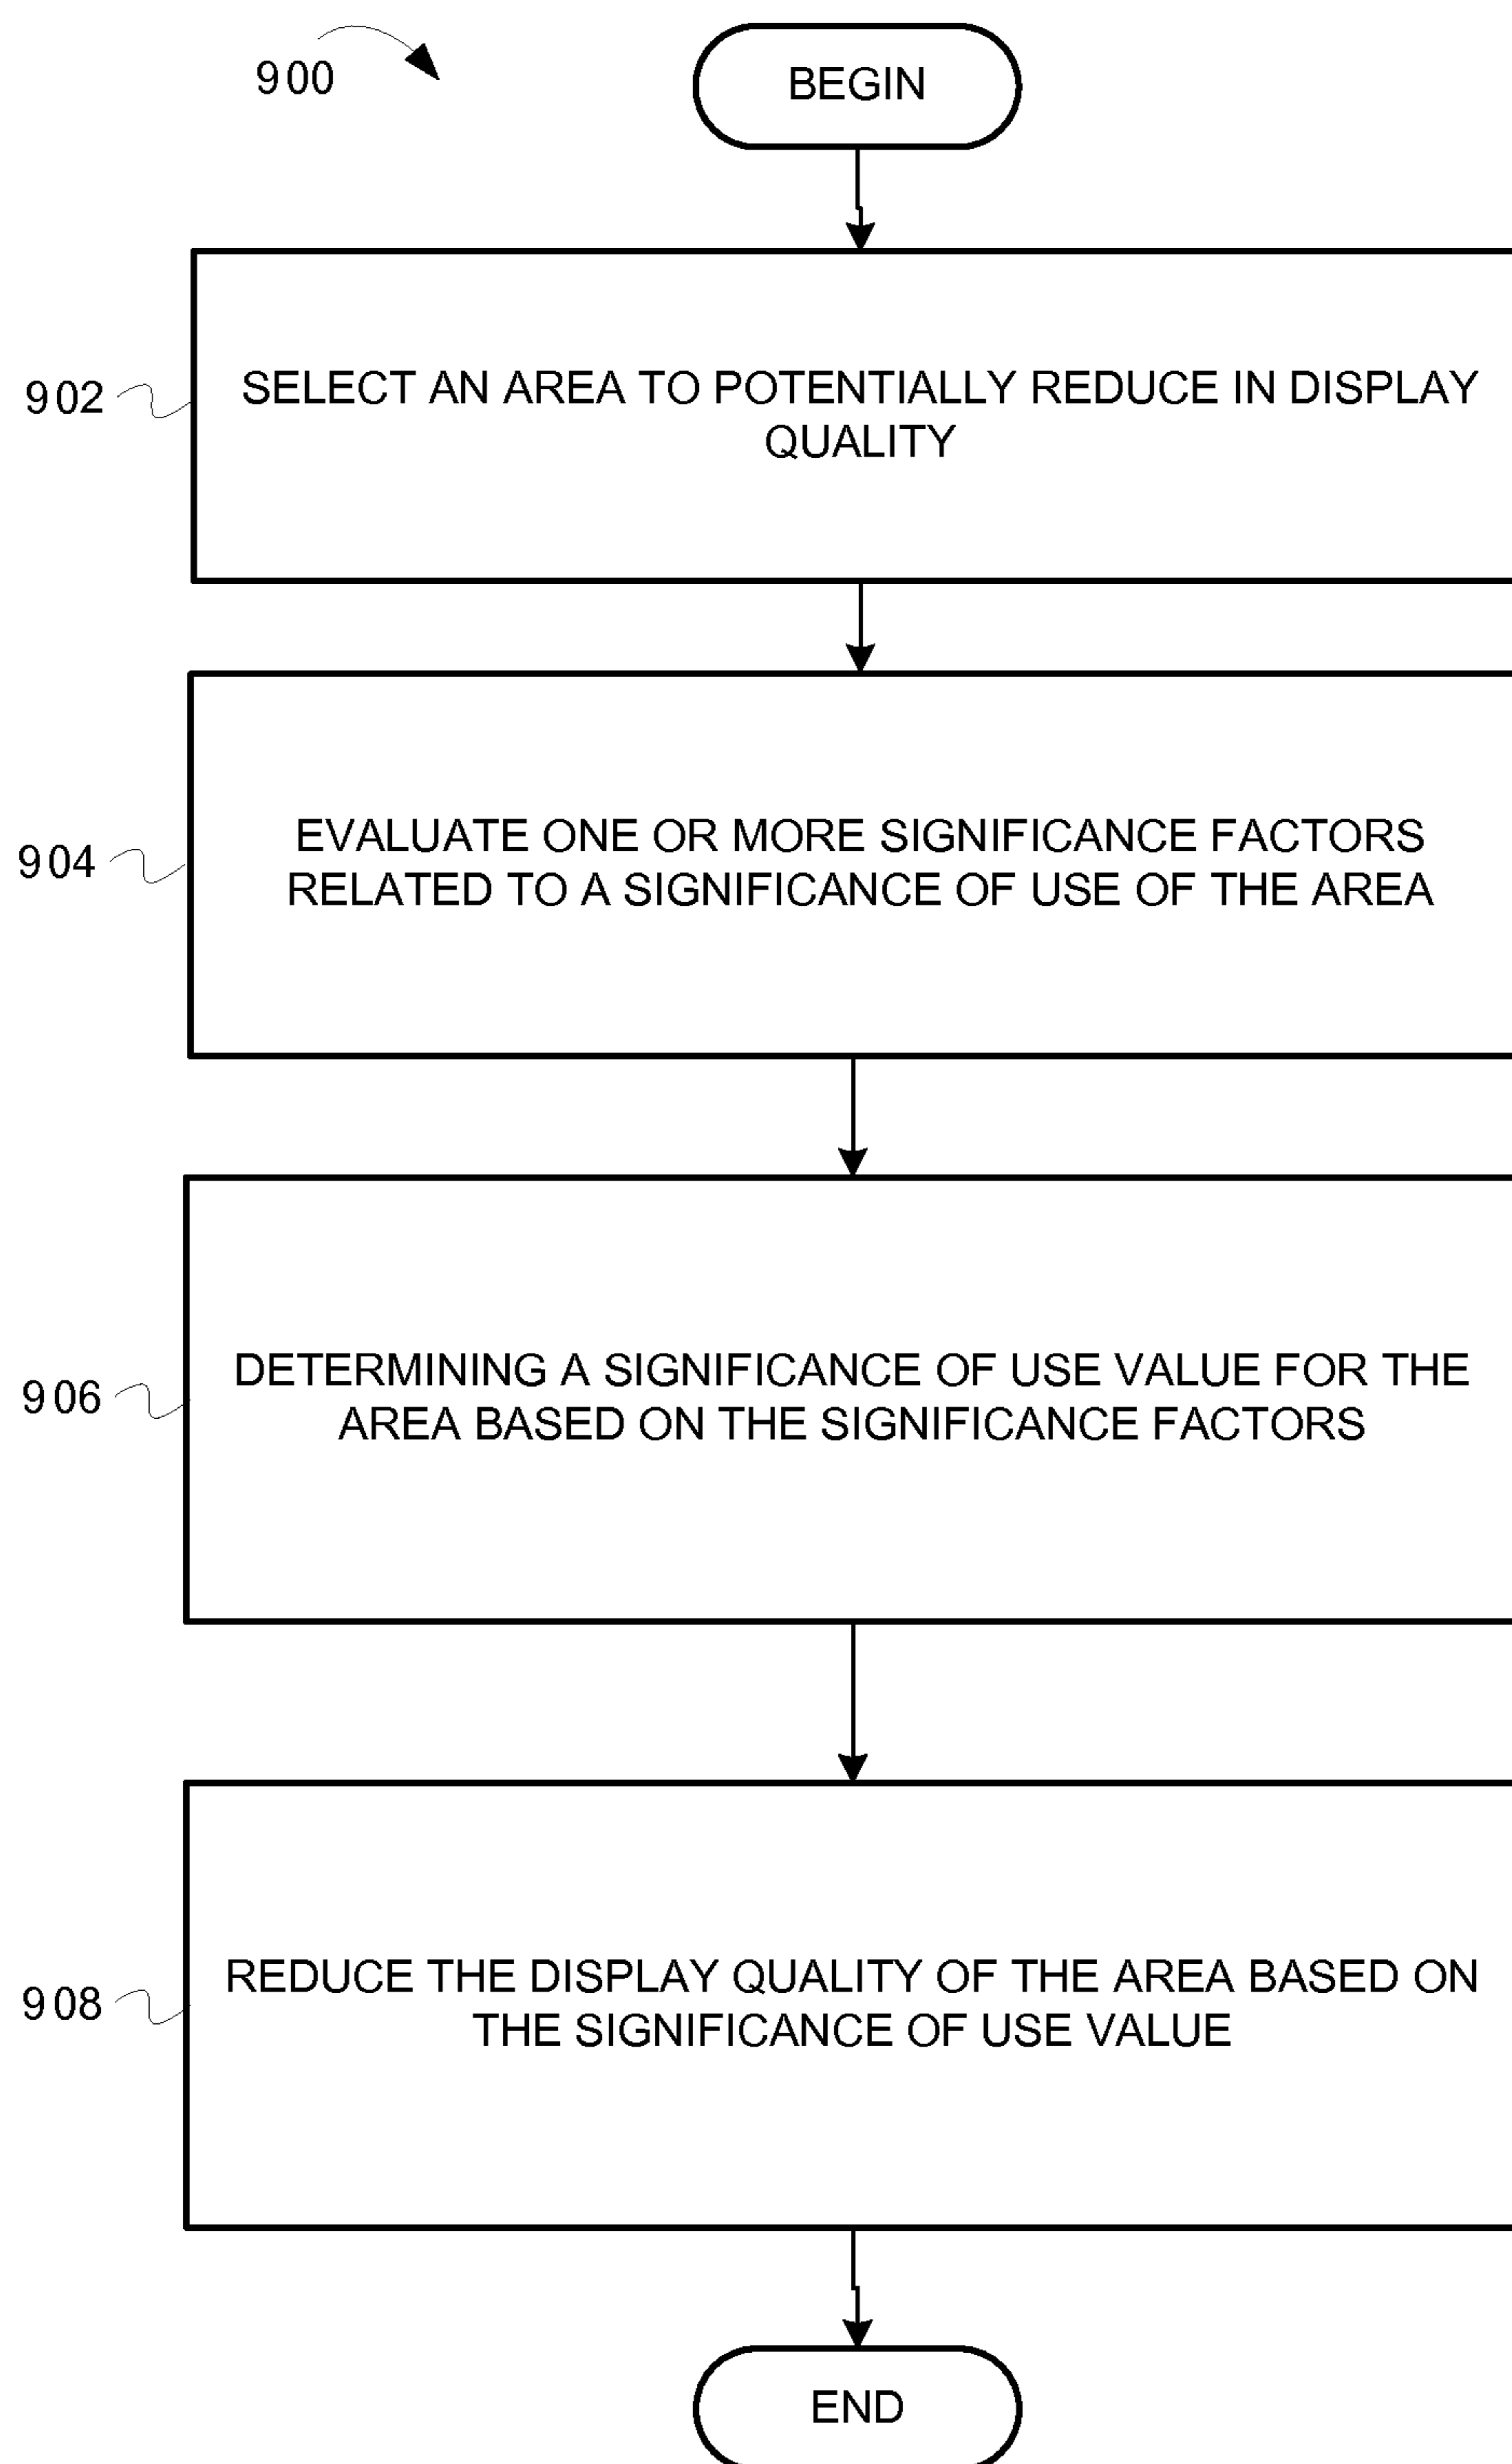 900
BEGIN
902
SELECT AN AREA TO POTENTIALLY REDUCE IN DISPLAY
QUALITY
904
EVALUATE ONE OR MORE SIGNIFICANCE FACTORS
RELATED TO A SIGNIFICANCE OF USE OF THE AREA
906
DETERMINING A SIGNIFICANCE OF USE VALUE FOR THE
AREA BASED ON THE SIGNIFICANCE FACTORS
908
REDUCE THE DISPLAY QUALITY OF THE AREA BASED ON
THE SIGNIFICANCE OF USE VALUE
END